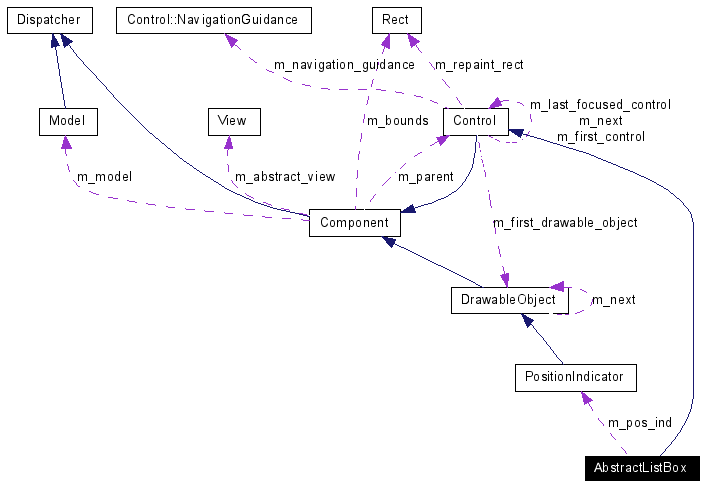 Dispatcher
Control::NavigationGuidance
Rect
m_navigation_guidance
m_repaint_rect
Model
View
m_bounds
Control
m_last_focused_control
m_next
m_first_control
m_model
m_abstract_view
m_parent
Component
m_first_drawable_object
DrawableObject
m_next
PositionIndicator
m_pos_ind
AbstractListBox